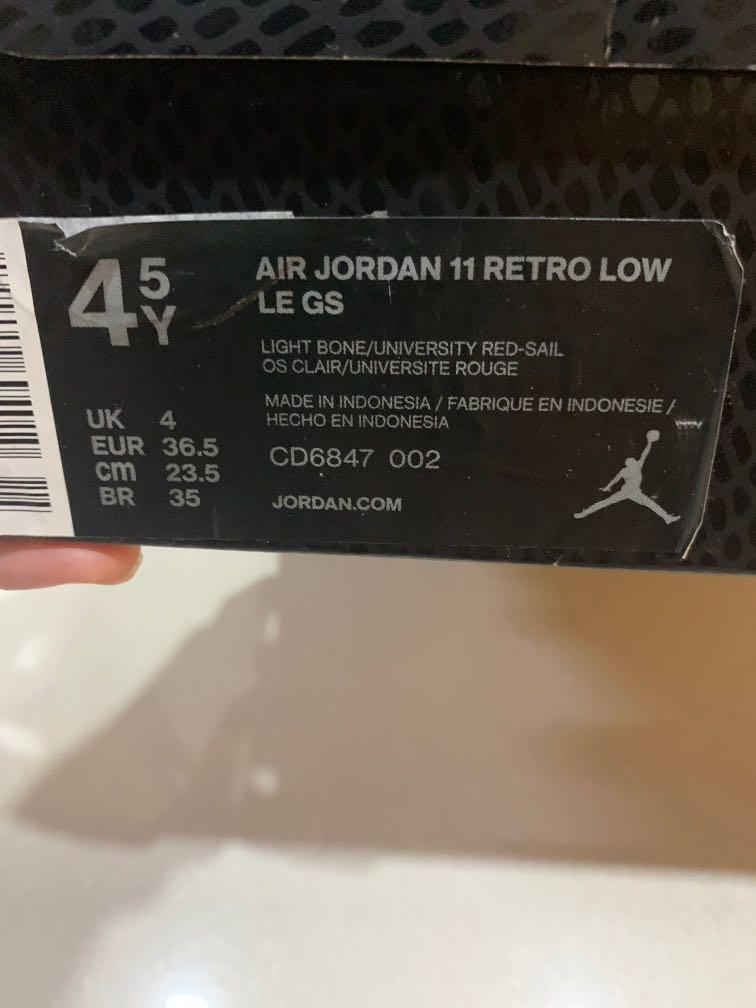 4 5
Y
AIR JORDAN 11 RETRO LOW
LE GS
LIGHT BONE/UNIVERSITY RED-SAIL
OS CLAIR/UNIVERSITE ROUGE
MADE IN INDONESIA / FABRIQUE EN INDONESIE /
HECHO EN INDONESIA
UK 4
EUR 36.5
cm 23.5
BR 35
CD6847 002
JORDAN.COM